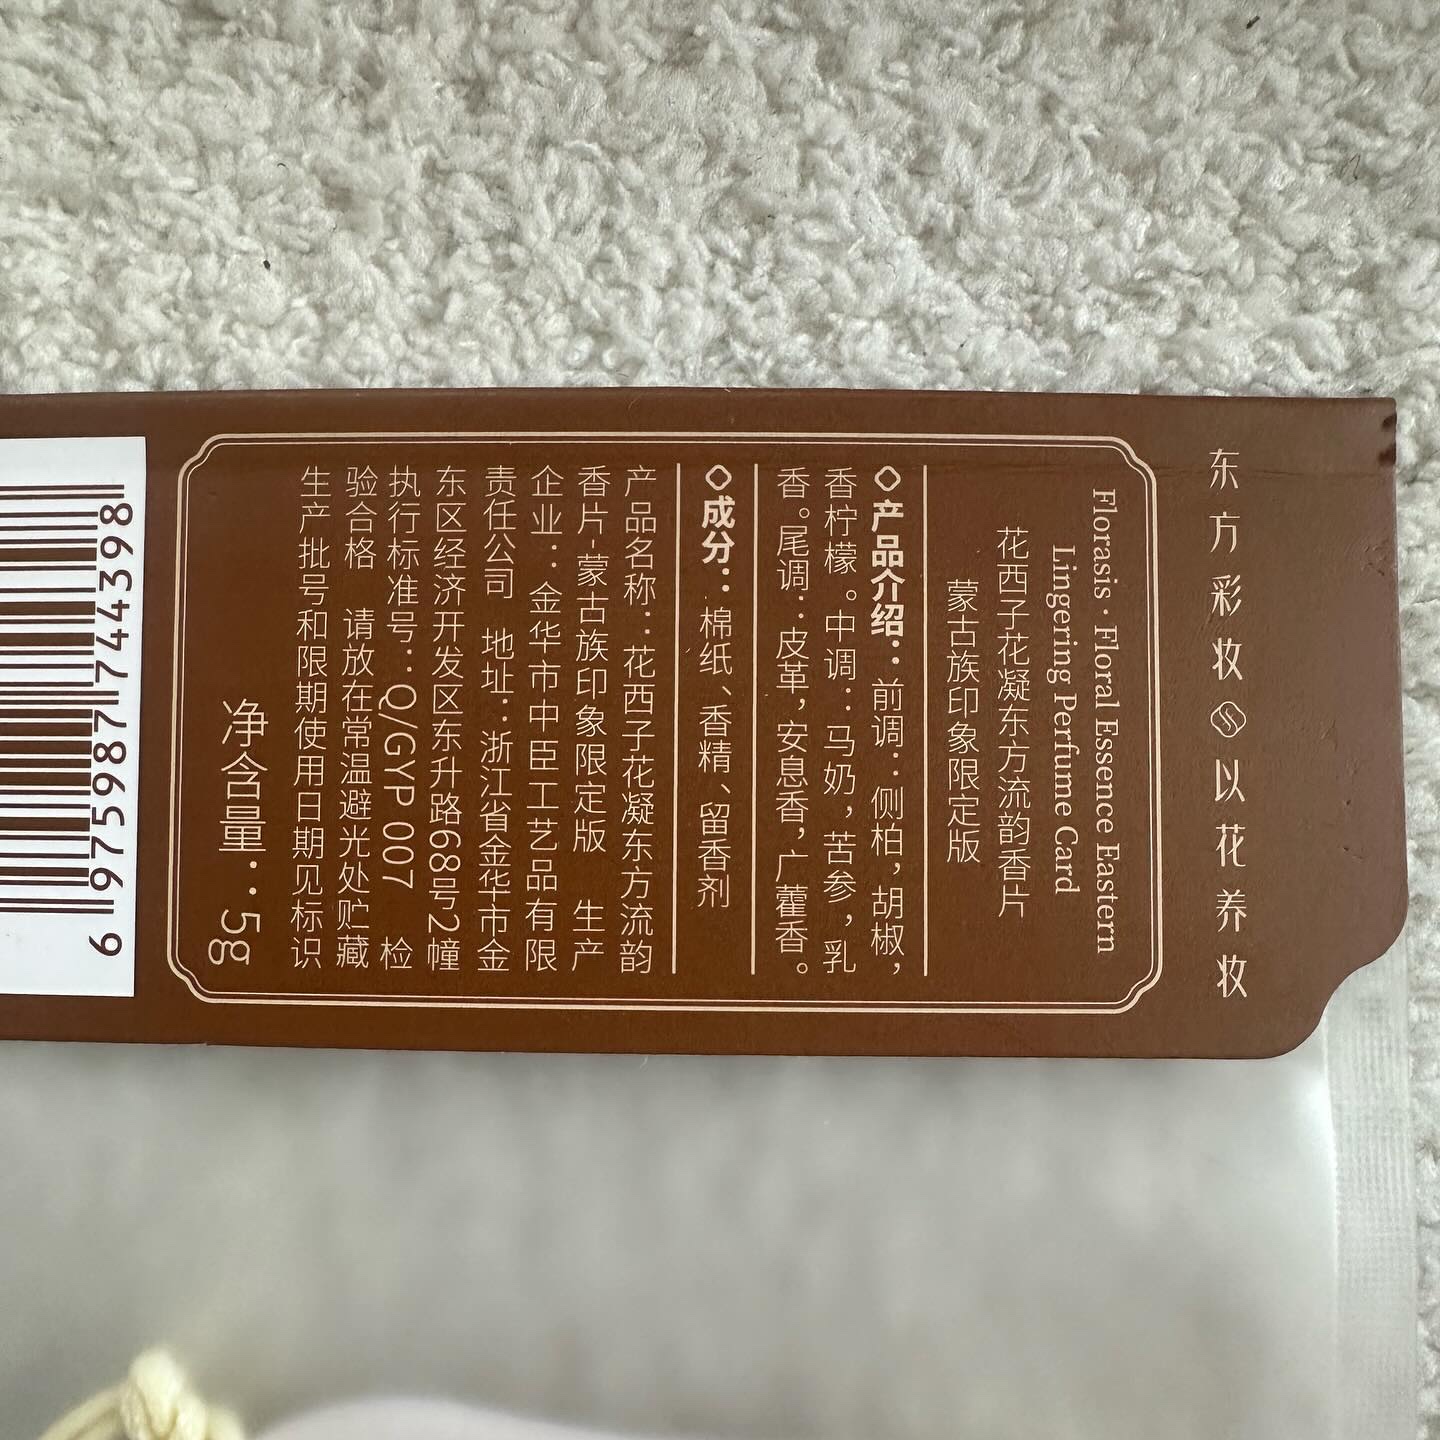 东方彩妆 以花养妆
Florasis · Floral Essence Eastern
Lingering Perfume Card
花西子花凝东方流韵香片
蒙古族印象限定版
◇产品介绍：前调：侧柏，胡椒，
香柠檬。中调：马奶，苦参，乳
香。尾调：皮革，安息香，广藿香。
◇成分：棉纸、香精、留香剂
产品名称：花西子花凝东方流韵
香片-蒙古族印象限定版 生产
企业：金华市中臣工艺品有限
责任公司 地址：浙江省金华市金
东区经济开发区东升路68号2幢
执行标准号：Q/GYP 007 检
验合格 请放在常温避光处贮藏
生产批号和限期使用日期见标识
净含量：5g
6 975987 744398